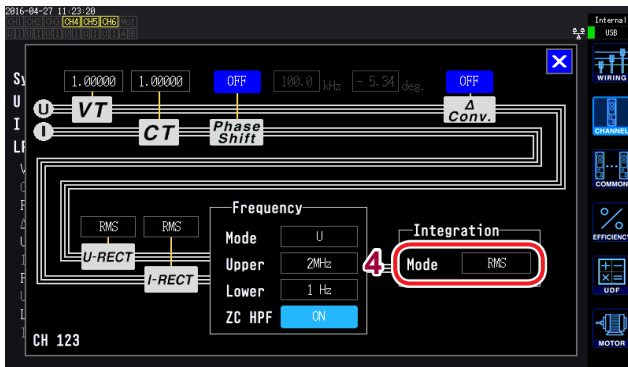 2016-04-27 11:23:20
CH1 CH2 CH3 CH4 CH5 CH6 Mot
U I U I U I U I U I U I A B
Internal
USB
Sy
U
I
LP
1.00000 1.00000 OFF 100.0 kHz - 5.34 deg. OFF
U VT Δ Conv.
I CT Phase Shift
RMS RMS
U-RECT
I-RECT
Frequency
Mode U
Upper 2MHz
Lower 1 Hz
ZC HPF ON
4
Integration
Mode RMS
CH 123
WIRING
CHANNEL
COMMON
EFFICIENCY
UDF
MOTOR